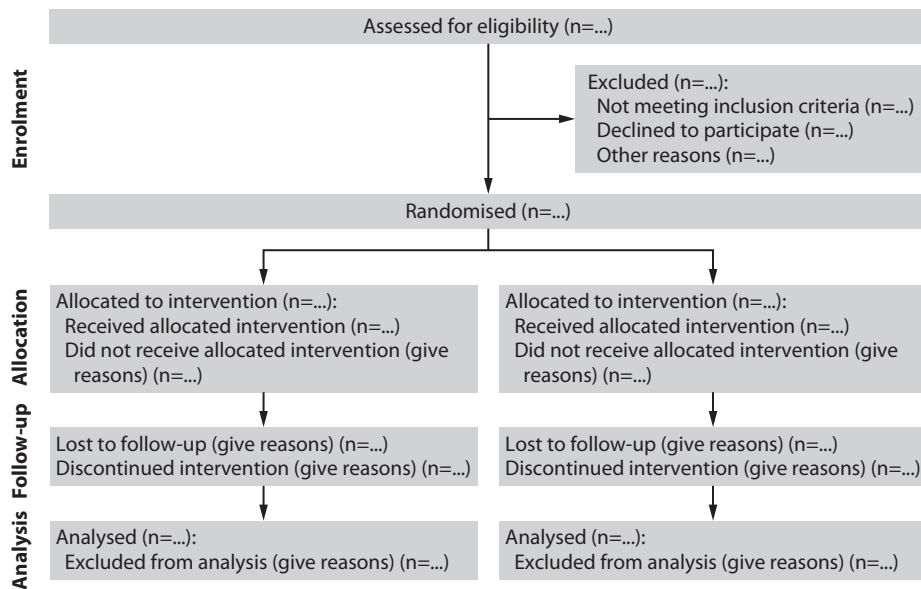 Assessed for eligibility (n=...)
Enrolment
Excluded (n=...):
Not meeting inclusion criteria (n=...)
Declined to participate (n=...)
Other reasons (n=...)
Randomised (n=...)
Allocation
Allocated to intervention (n=...):
Received allocated intervention (n=...)
Did not receive allocated intervention (give
reasons) (n=...)
Allocated to intervention (n=...):
Received allocated intervention (n=...)
Did not receive allocated intervention (give
reasons) (n=...)
Follow-up
Lost to follow-up (give reasons) (n=...)
Discontinued intervention (give reasons) (n=...)
Lost to follow-up (give reasons) (n=...)
Discontinued intervention (give reasons) (n=...)
Analysis
Analysed (n=...):
Excluded from analysis (give reasons) (n=...)
Analysed (n=...):
Excluded from analysis (give reasons) (n=...)